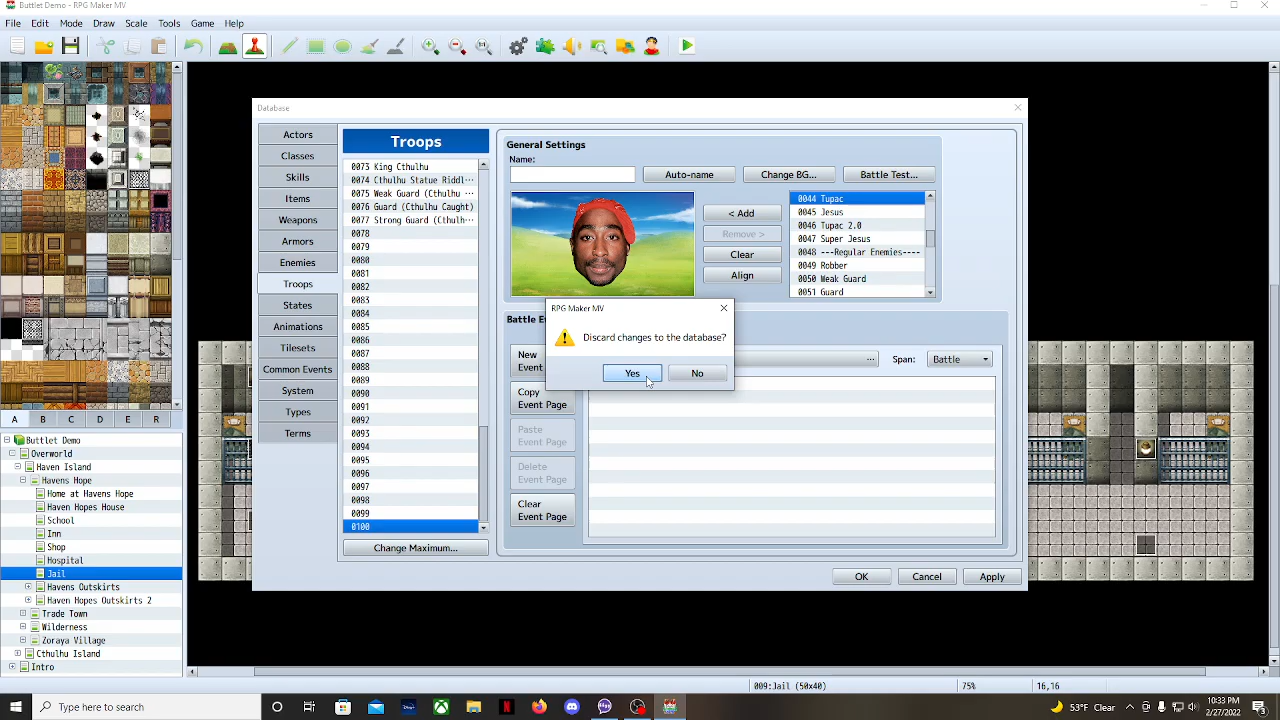 Buttlet Demo - RPG Maker MV
File Edit Mode Draw Scale Tools Game Help
Database
Actors
Classes
Skills
Items
Weapons
Armors
Enemies
Troops
States
Animations
Tilesets
Common Events
System
Types
Terms
Troops
0073 King Cthulhu
0074 Cthulhu Statue Riddl···
0075 Weak Guard (Cthulhu ···
0076 Guard (Cthulhu Caught)
0077 Strong Guard (Cthulh···
0078
0079
0080
0081
0082
0083
0084
0085
0086
0087
0088
0089
0090
0091
0092
0093
0094
0095
0096
0097
0098
0099
0100
Change Maximum...
General Settings
Name:
Auto-name
Change BG...
Battle Test...
< Add
Remove >
Clear
Align
0044 Tupac
0045 Jesus
0046 Tupac 2.0
0047 Super Jesus
0048 ---Regular Enemies----
0049 Robber
0050 Weak Guard
0051 Guard
Battle E
New
Event
Copy
Event Page
Paste
Event Page
Delete
Event Page
Clear
Event Page
...
Span:
Battle
RPG Maker MV
Discard changes to the database?
Yes
No
OK
Cancel
Apply
A B C D E R
Buttlet Demo
Overworld
Haven Island
Havens Hope
Home at Havens Hope
Haven Hopes House
School
Inn
Shop
Hospital
Jail
Havens Outskirts
Haven Hopes Outskirts 2
Trade Town
Wilderness
Zoraya Village
Cthulhu Island
Intro
009:Jail (50x40)
75%
16,16
Type here to search
53°F Clear
10:33 PM
2/27/2022